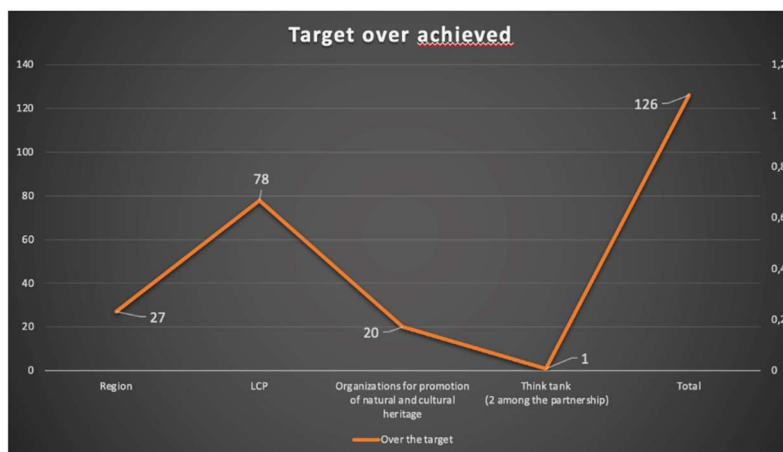 Target over achieved
140
120
100
80
60
40
20
0
1,2
1
0,8
0,6
0,4
0,2
0
27
78
20
1
126
Region
LCP
Organizations for promotion
of natural and cultural
heritage
Think tank
(2 among the partnership)
Total
Over the target